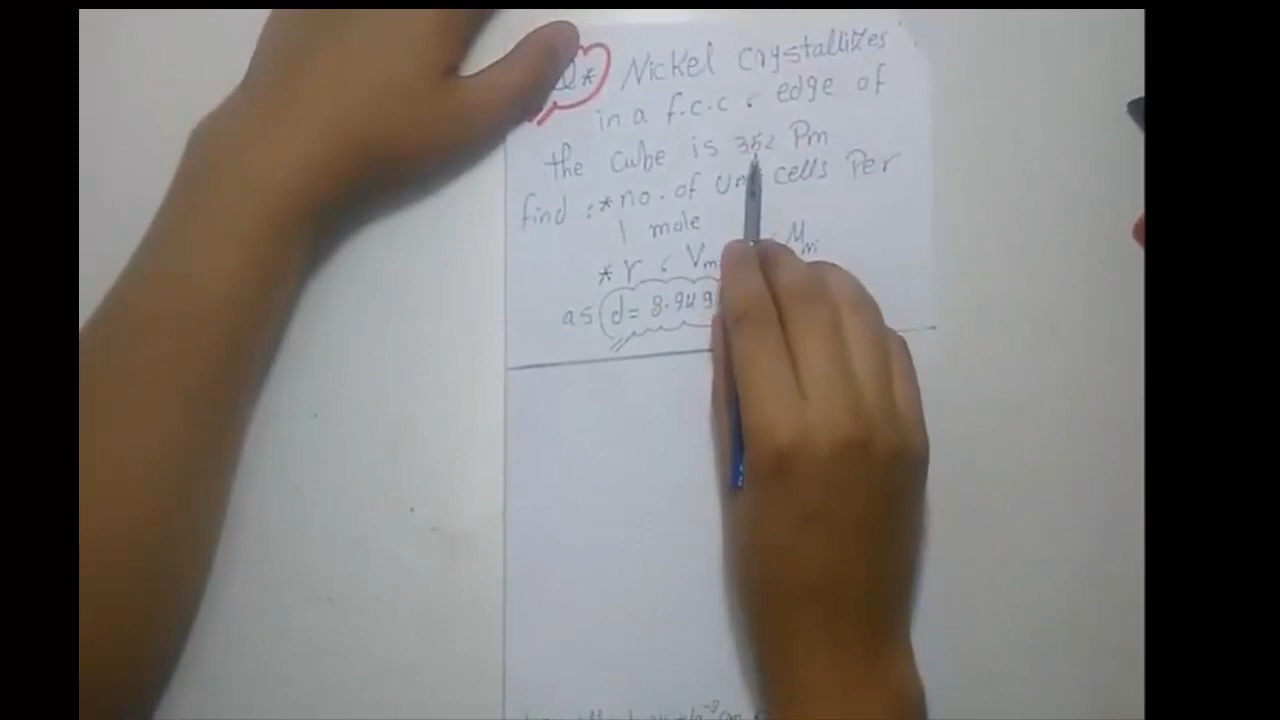 Q* Nickel crystallizes
in a f.c.c, edge of
the cube is 352 Pm
find :* no. of cells Per
1 mole
* r ,
as d= 8.94 g